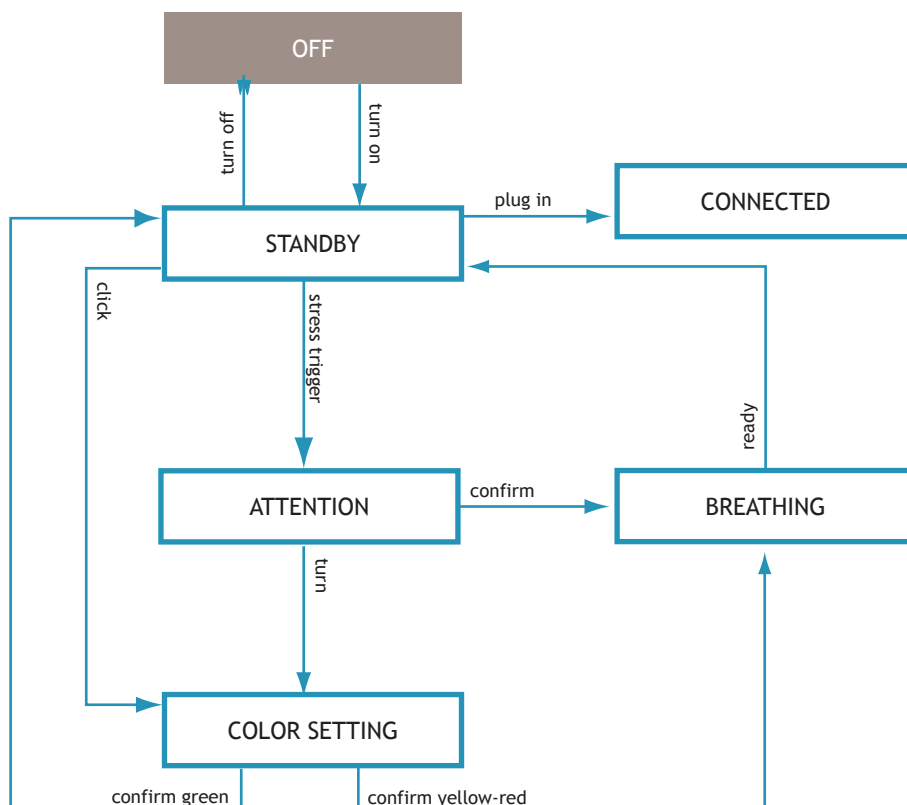 OFF
turn off
turn on
plug in
CONNECTED
STANDBY
click
stress trigger
ready
ATTENTION
confirm
BREATHING
turn
COLOR SETTING
confirm green
confirm yellow-red